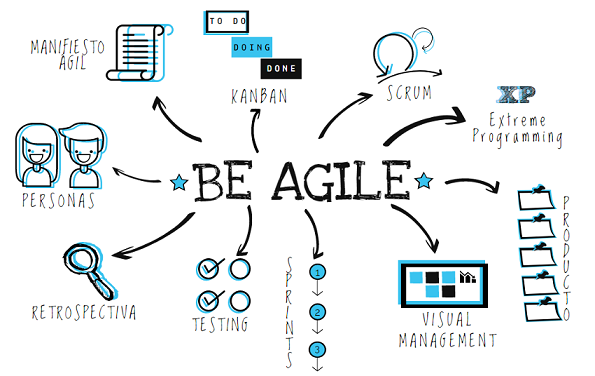 MANIFIESTO
AGIL
TO DO
DOING
DONE
KANBAN
SCRUM
XP
Extreme
Programming
PERSONAS
BE AGILE
PRODUCTO
RETROSPECTIVA
TESTING
SPRINTS
1
2
3
VISUAL
MANAGEMENT